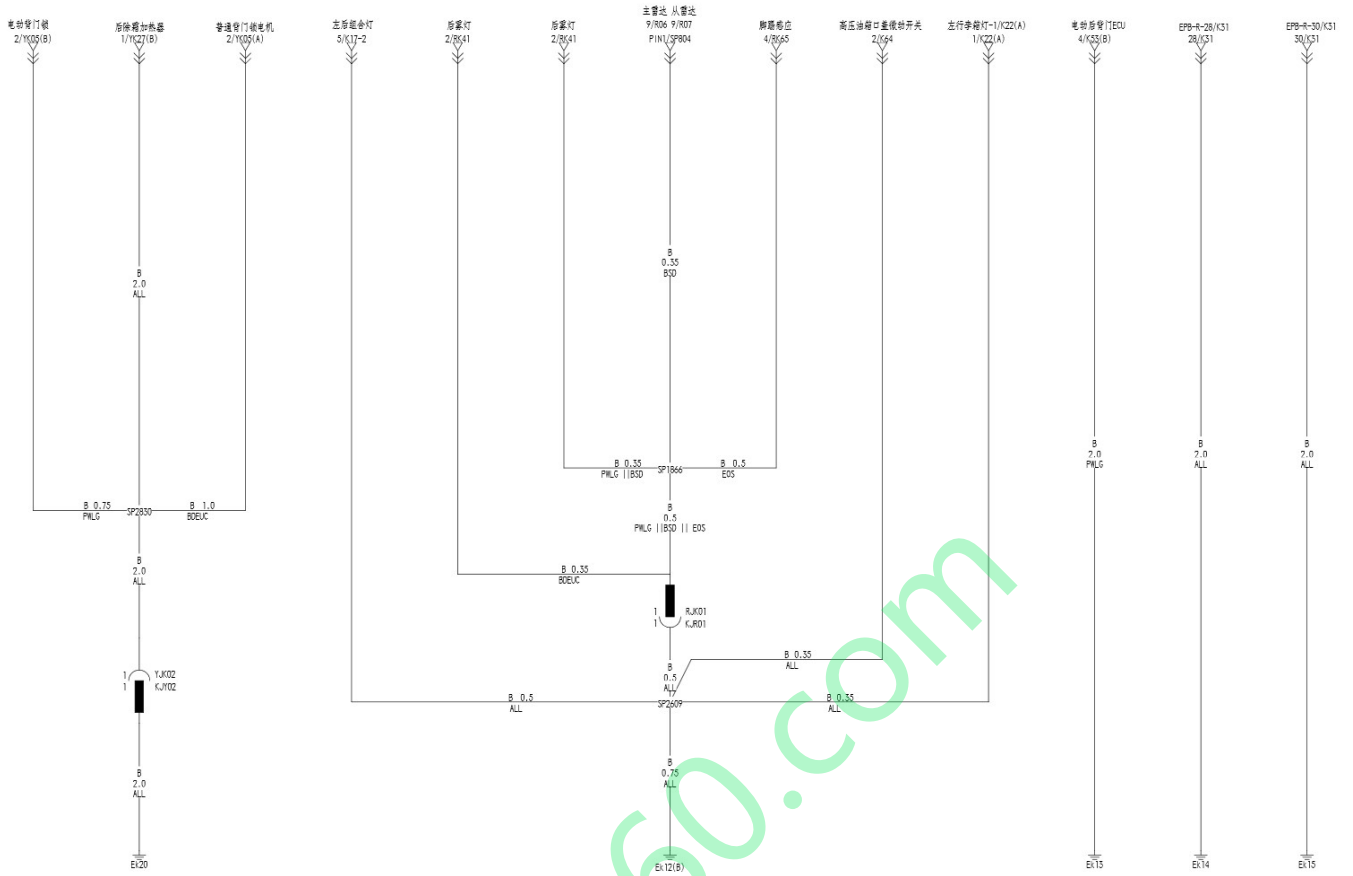 电动背门锁
2/YK05(B)
后除霜加热器
1/YK27(B)
普通背门锁电机
2/YK05(A)
左后组合灯
5/K17-2
后雾灯
2/RK41
后雾灯
2/RK41
主雷达 从雷达
9/R06 9/R07
PIN1/SP804
脚踢感应
4/RK65
高压油箱口盖微动开关
2/K64
左行李箱灯-1/K22(A)
1/K22(A)
电动后背门ECU
4/K53(B)
EPB-R-28/K31
28/K31
EPB-R-30/K31
30/K31
B
0.35
BSD
B
2.0
ALL
B
2.0
PWLG
B
2.0
ALL
B
2.0
ALL
B 0.35
PWLG ||BSD
SP1866
B 0.5
EOS
B 0.75
PWLG
SP2830
B 1.0
BDEUC
B
0.5
PWLG ||BSD || EOS
B
2.0
ALL
B 0.35
BDEUC
1
RJK01
1
KJR01
B 0.35
ALL
B
0.5
ALL
1
YJK02
1
KJY02
B 0.5
ALL
SP2609
B 0.35
ALL
B
2.0
ALL
B
0.75
ALL
Ek20
Ek12(B)
Ek13
Ek14
Ek15
60.com